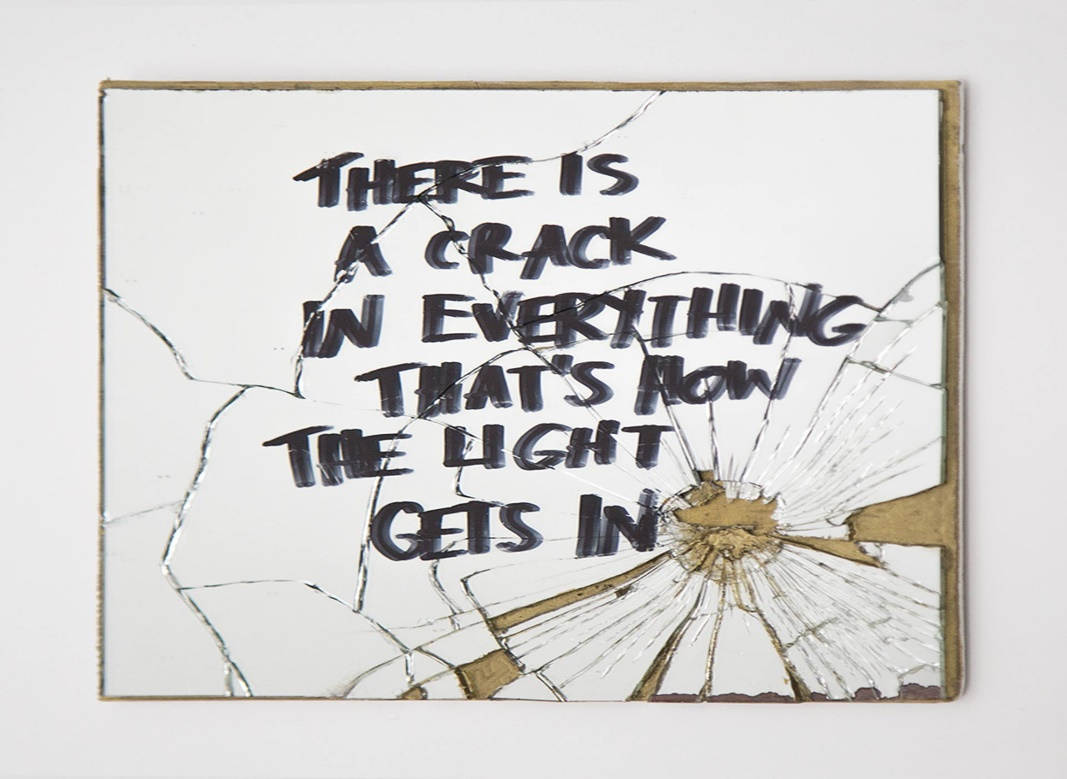 THERE IS
A CRACK
IN EVERYTHING
THAT'S HOW
THE LIGHT
GETS IN